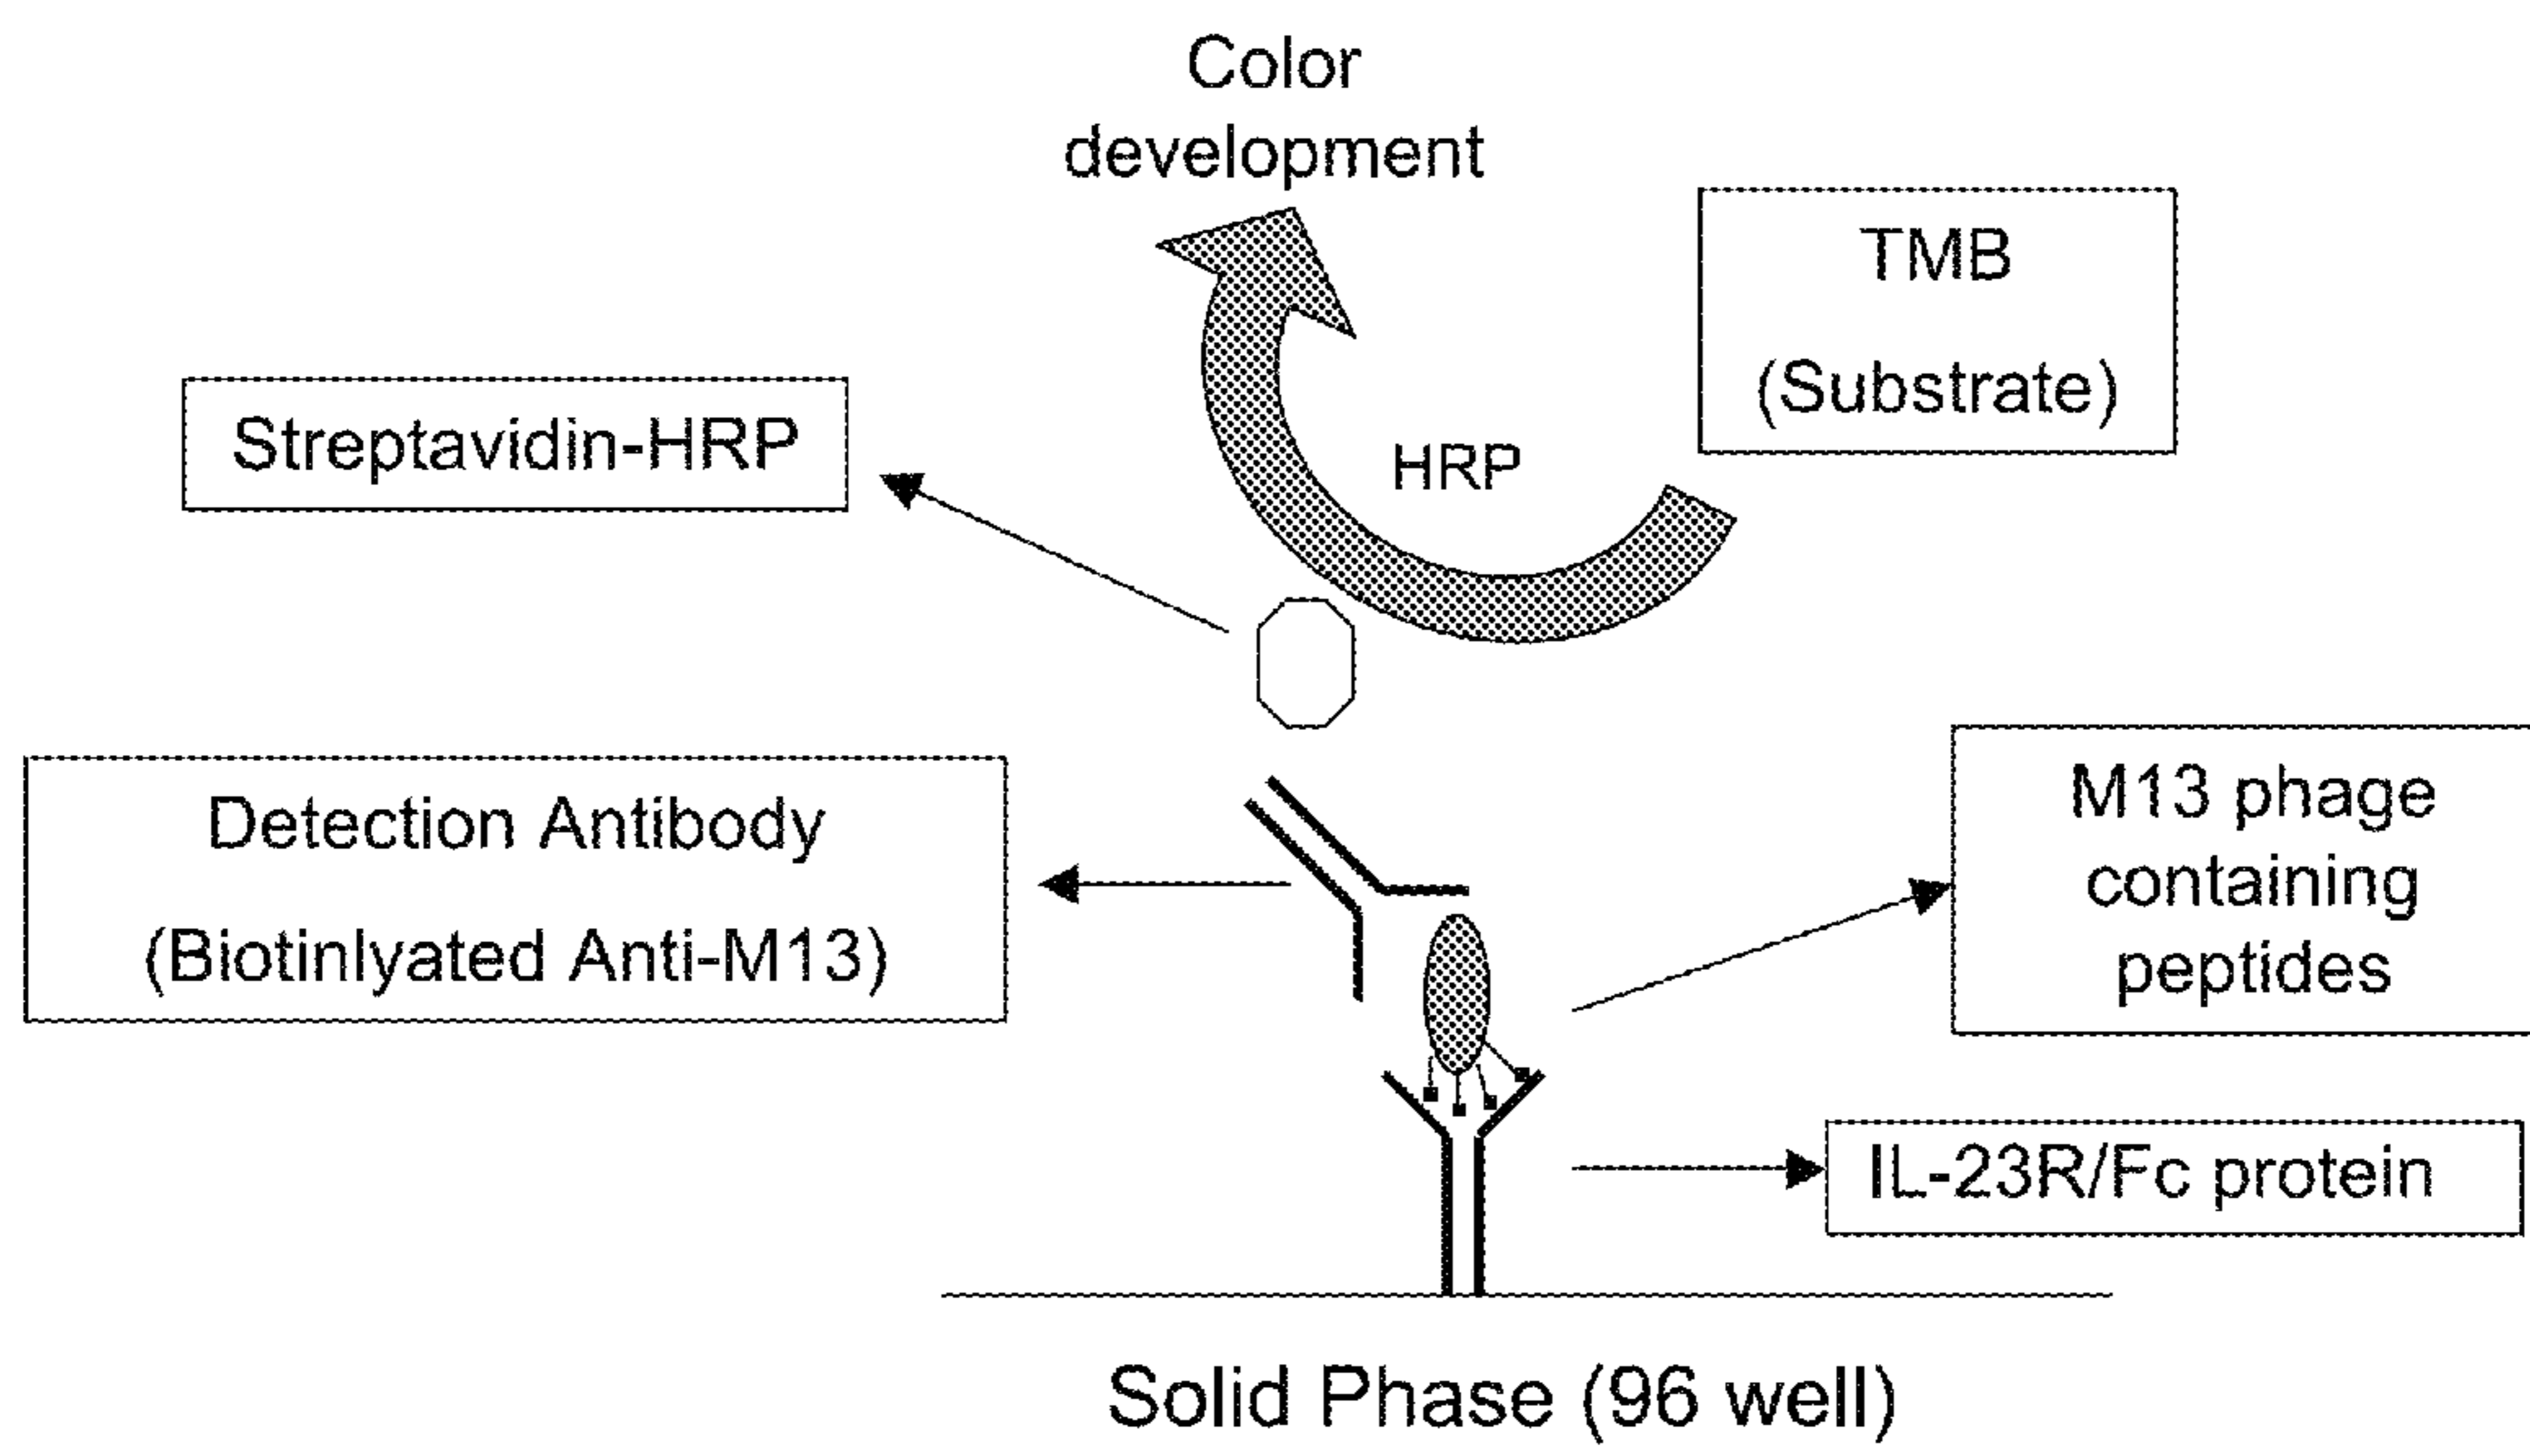 Color
development
TMB
(Substrate)
Streptavidin-HRP
HRP
Detection Antibody
(Biotinlyated Anti-M13)
M13 phage
containing
peptides
IL-23R/Fc protein
Solid Phase (96 well)